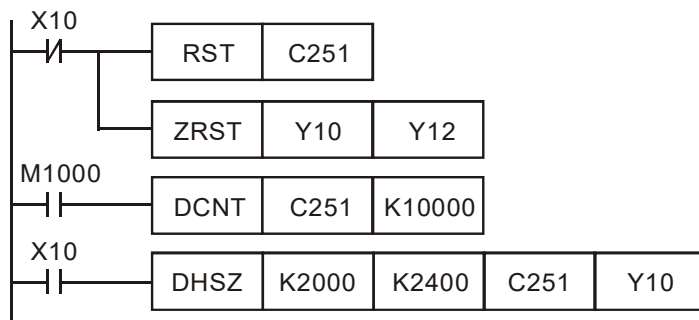 X10
RST C251
ZRST Y10 Y12
M1000
DCNT C251 K10000
X10
DHSZ K2000 K2400 C251 Y10